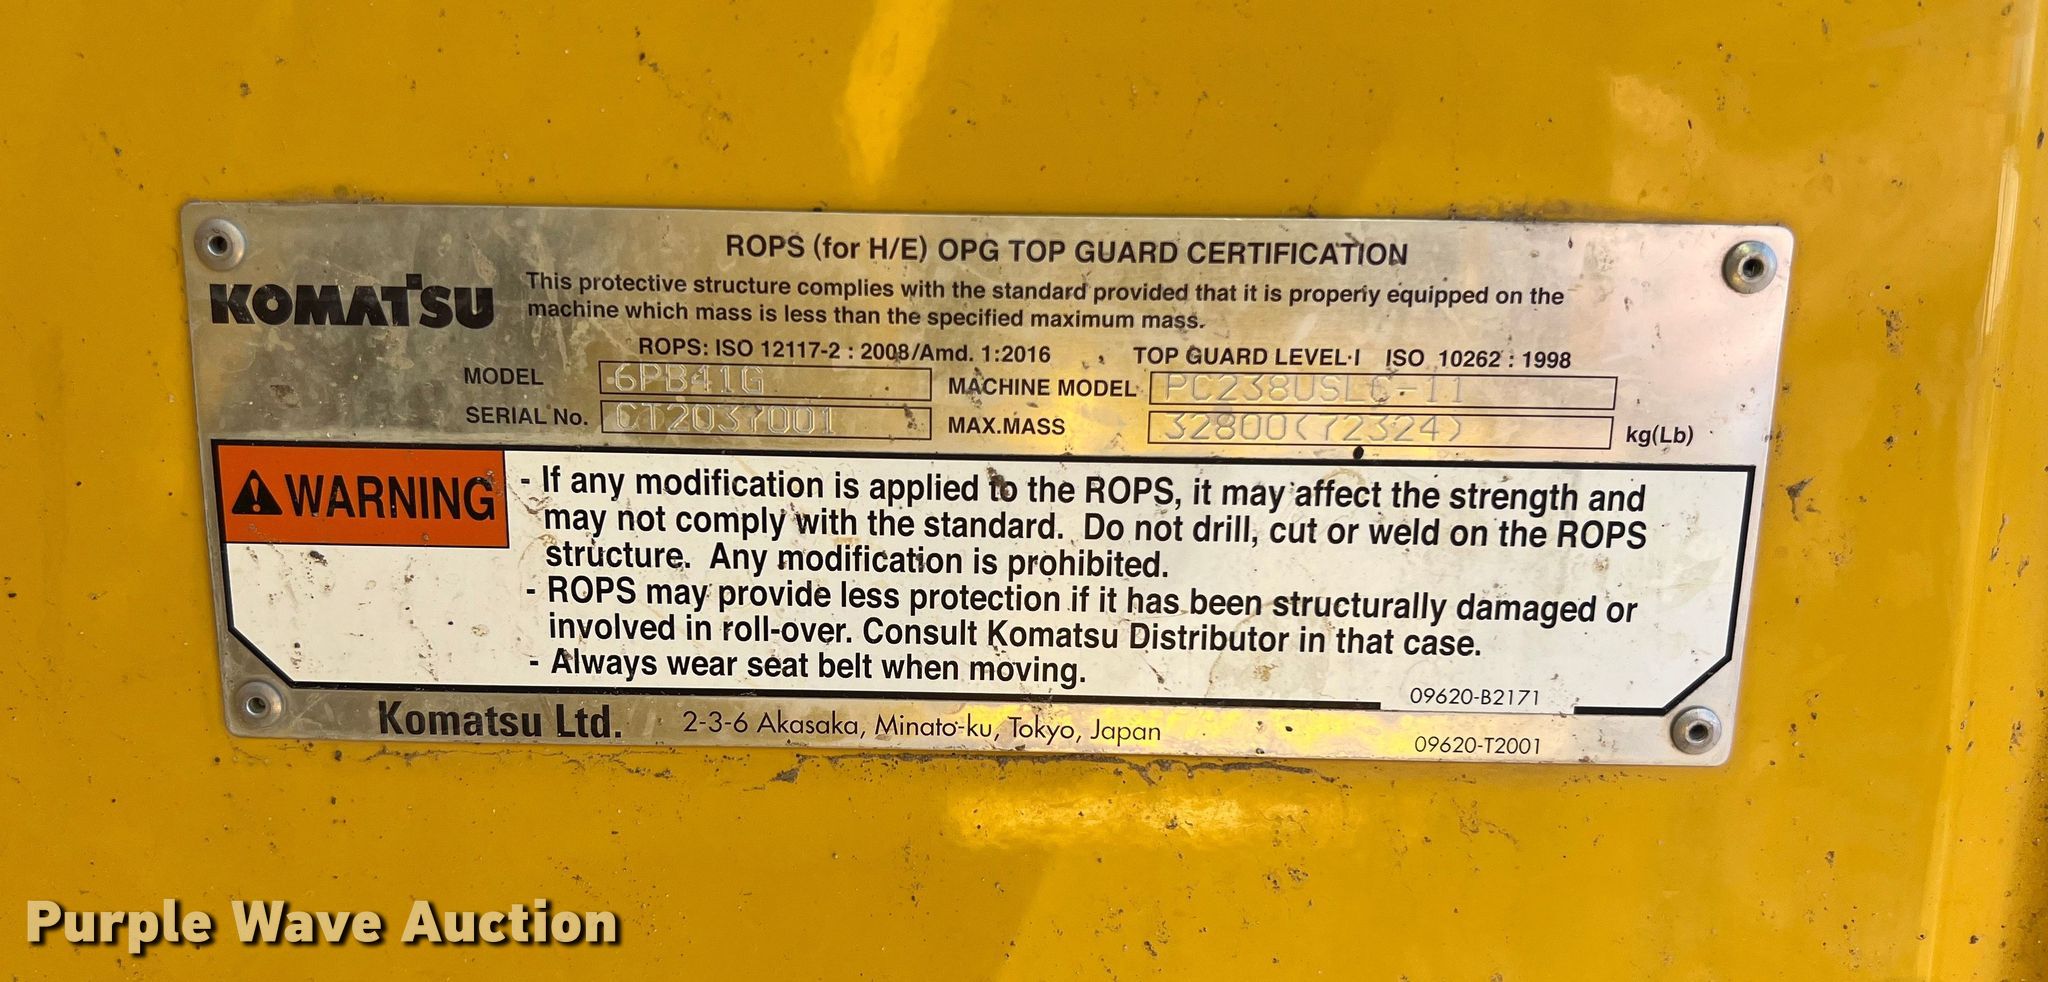 ROPS (for H/E) OPG TOP GUARD CERTIFICATION
KOMATSU
This protective structure complies with the standard provided that it is properly equipped on the
machine which mass is less than the specified maximum mass.
ROPS: ISO 12117-2 : 2008/Amd. 1:2016 TOP GUARD LEVEL·I ISO 10262 : 1998
MODEL 6PB41G MACHINE MODEL PC238USLC-11
SERIAL No. CT2037001 MAX.MASS 32800(72324) kg(Lb)
WARNING
- If any modification is applied to the ROPS, it may affect the strength and
may not comply with the standard. Do not drill, cut or weld on the ROPS
structure. Any modification is prohibited.
- ROPS may provide less protection if it has been structurally damaged or
involved in roll-over. Consult Komatsu Distributor in that case.
- Always wear seat belt when moving.
09620-B2171
Komatsu Ltd. 2-3-6 Akasaka, Minato-ku, Tokyo, Japan
09620-T2001
Purple Wave Auction